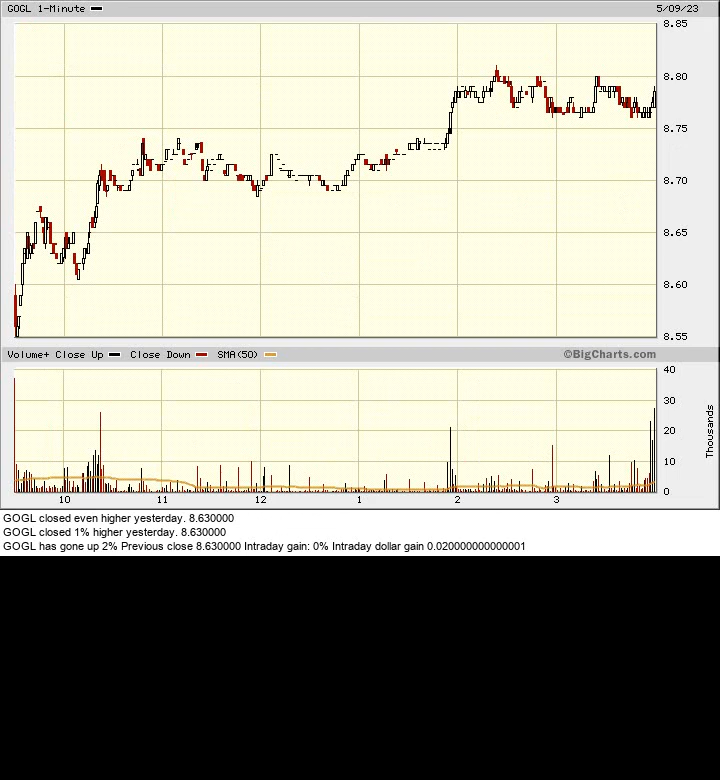 GOGL 1-Minute 5/09/23
8.85
8.80
8.75
8.70
8.65
8.60
8.55
Volume+ Close Up Close Down SMA(50) ©BigCharts.com
40
30
20
10
0
Thousands
10 11 12 1 2 3
GOGL closed even higher yesterday. 8.630000
GOGL closed 1% higher yesterday. 8.630000
GOGL has gone up 2% Previous close 8.630000 Intraday gain: 0% Intraday dollar gain 0.020000000000001